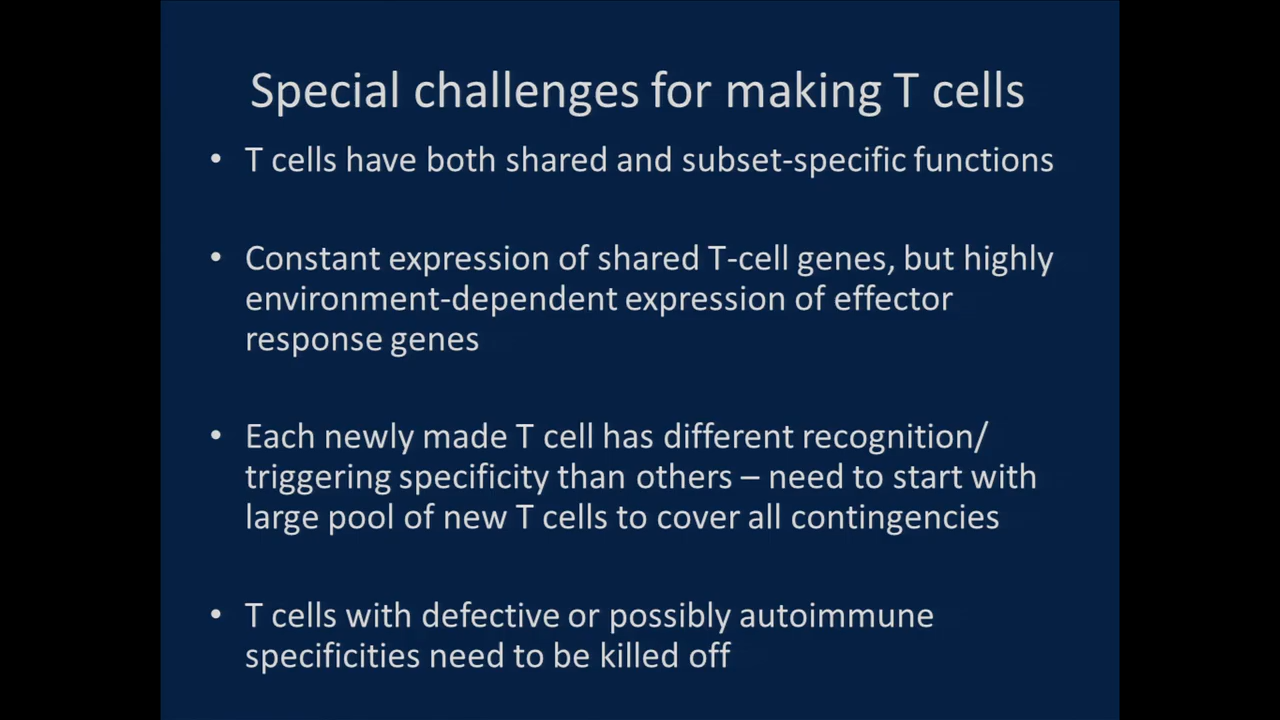 Special challenges for making T cells
• T cells have both shared and subset-specific functions
• Constant expression of shared T-cell genes, but highly
environment-dependent expression of effector
response genes
• Each newly made T cell has different recognition/
triggering specificity than others – need to start with
large pool of new T cells to cover all contingencies
• T cells with defective or possibly autoimmune
specificities need to be killed off